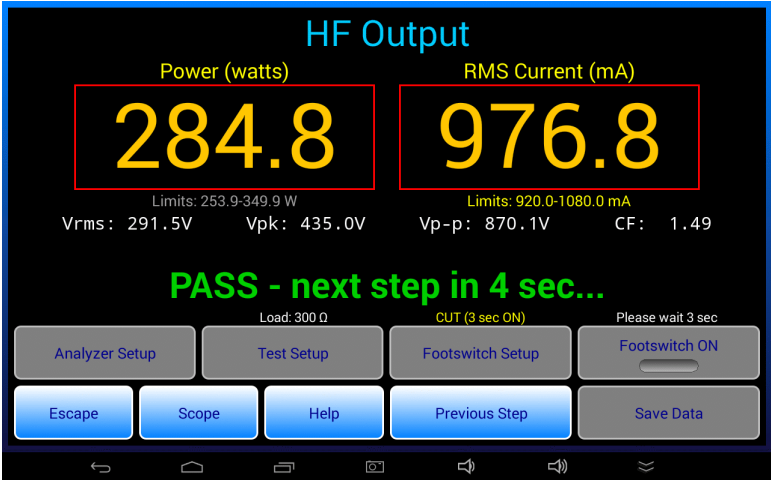 HF Output
Power (watts) RMS Current (mA)
284.8 976.8
Limits: 253.9-349.9 W Limits: 920.0-1080.0 mA
Vrms: 291.5V Vpk: 435.0V Vp-p: 870.1V CF: 1.49
PASS - next step in 4 sec...
Load: 300 Ω CUT (3 sec ON) Please wait 3 sec
Analyzer Setup Test Setup Footswitch Setup Footswitch ON
Escape Scope Help Previous Step Save Data